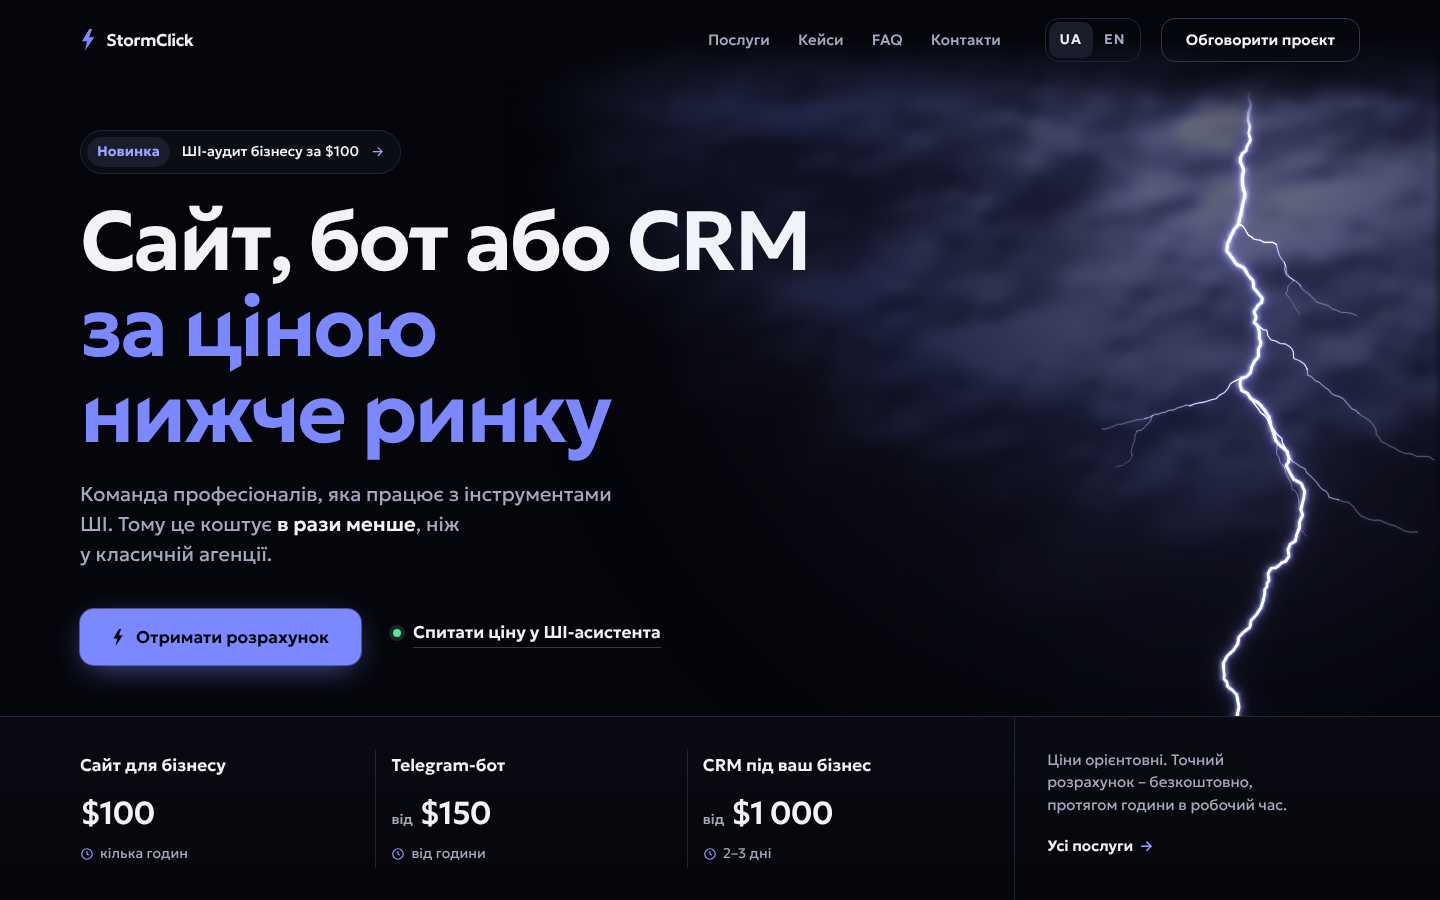 StormClick
Послуги
Кейси
FAQ
Контакти
UA
EN
Обговорити проєкт
Новинка
ШІ-аудит бізнесу за $100 →
Сайт, бот або CRM
за ціною
нижче ринку
Команда професіоналів, яка працює з інструментами
ШІ. Тому це коштує в рази менше, ніж
у класичній агенції.
Отримати розрахунок
Спитати ціну у ШІ-асистента
Сайт для бізнесу
$100
кілька годин
Telegram-бот
від $150
від години
CRM під ваш бізнес
від $1 000
2–3 дні
Ціни орієнтовні. Точний
розрахунок – безкоштовно,
протягом години в робочий час.
Усі послуги →